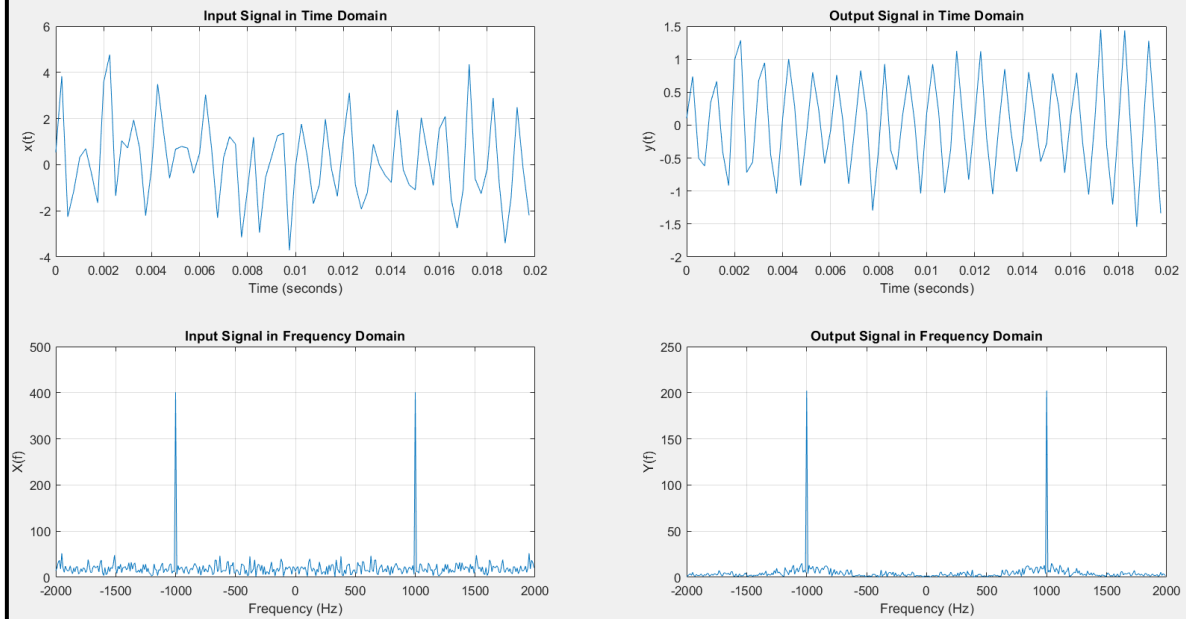 Input Signal in Time Domain
6
4
2
0
-2
-4
x(t)
0 0.002 0.004 0.006 0.008 0.01 0.012 0.014 0.016 0.018 0.02
Time (seconds)
Output Signal in Time Domain
1.5
1
0.5
0
-0.5
-1
-1.5
-2
y(t)
0 0.002 0.004 0.006 0.008 0.01 0.012 0.014 0.016 0.018 0.02
Time (seconds)
Input Signal in Frequency Domain
500
400
300
200
100
0
X(f)
-2000 -1500 -1000 -500 0 500 1000 1500 2000
Frequency (Hz)
Output Signal in Frequency Domain
250
200
150
100
50
0
Y(f)
-2000 -1500 -1000 -500 0 500 1000 1500 2000
Frequency (Hz)